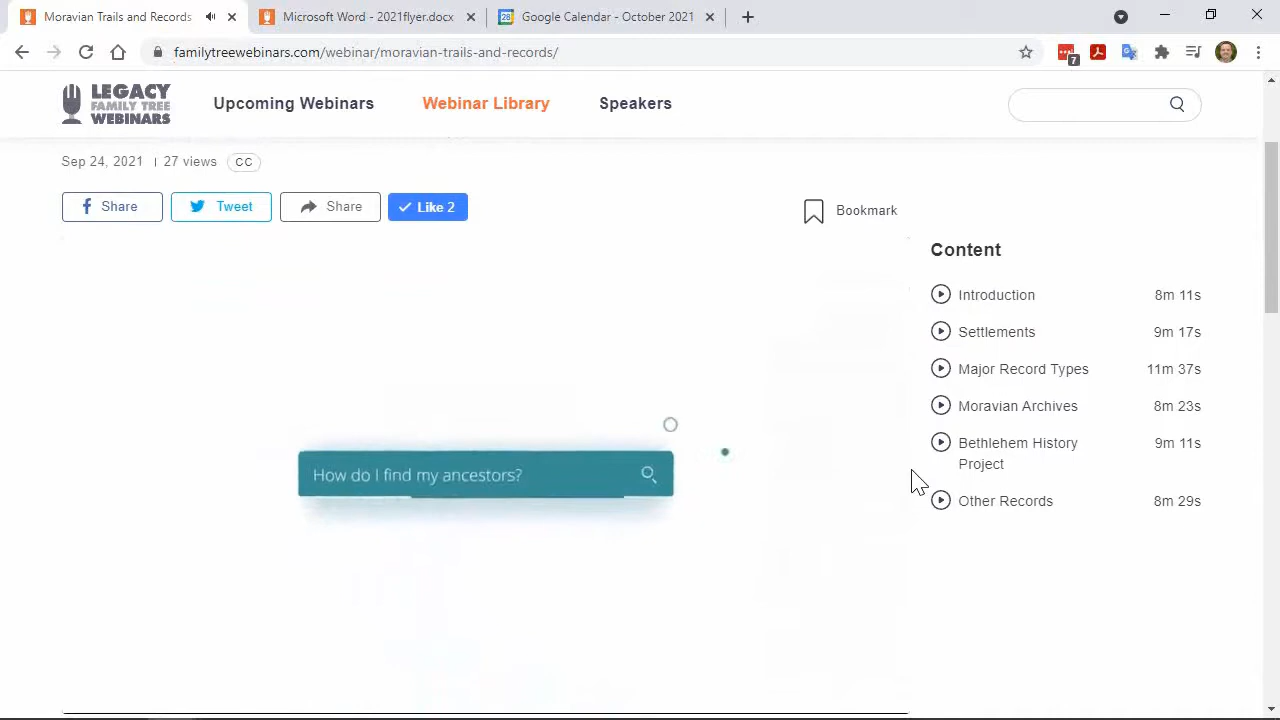 Moravian Trails and Records
Microsoft Word - 2021flyer.docx
28 Google Calendar - October 2021
familytreewebinars.com/webinar/moravian-trails-and-records/
7
LEGACY
FAMILY TREE
WEBINARS
Upcoming Webinars
Webinar Library
Speakers
Sep 24, 2021
27 views
CC
Share
Tweet
Share
Like 2
Bookmark
How do I find my ancestors?
Content
Introduction 8m 11s
Settlements 9m 17s
Major Record Types 11m 37s
Moravian Archives 8m 23s
Bethlehem History 9m 11s
Project
Other Records 8m 29s